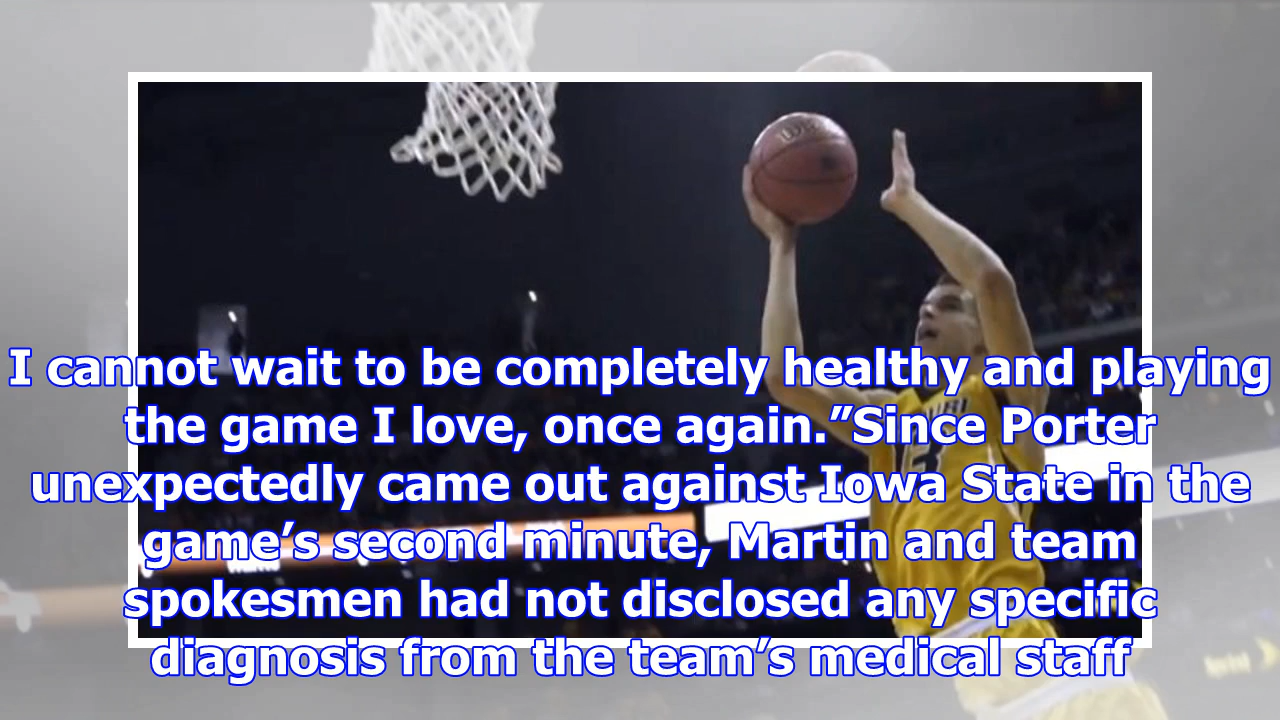 I cannot wait to be completely healthy and playing
the game I love, once again.”Since Porter
unexpectedly came out against Iowa State in the
game’s second minute, Martin and team
spokesmen had not disclosed any specific
diagnosis from the team’s medical staff